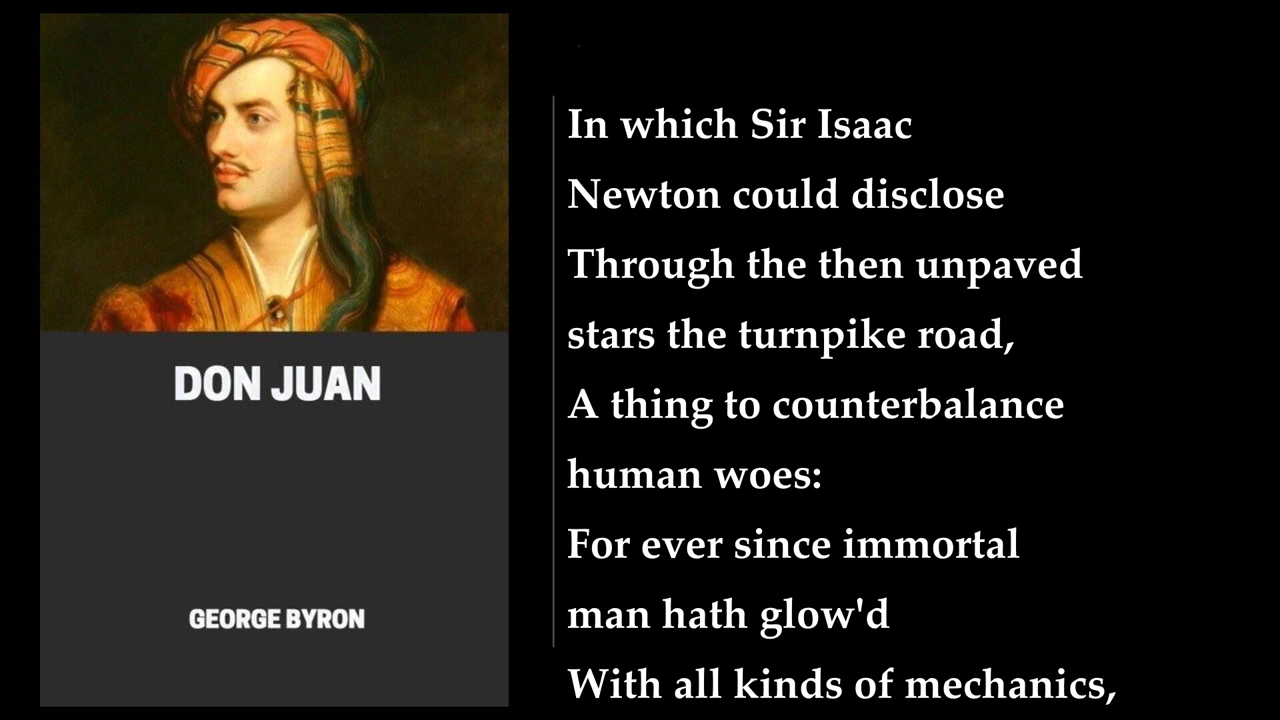 DON JUAN
GEORGE BYRON
In which Sir Isaac
Newton could disclose
Through the then unpaved
stars the turnpike road,
A thing to counterbalance
human woes:
For ever since immortal
man hath glow'd
With all kinds of mechanics,